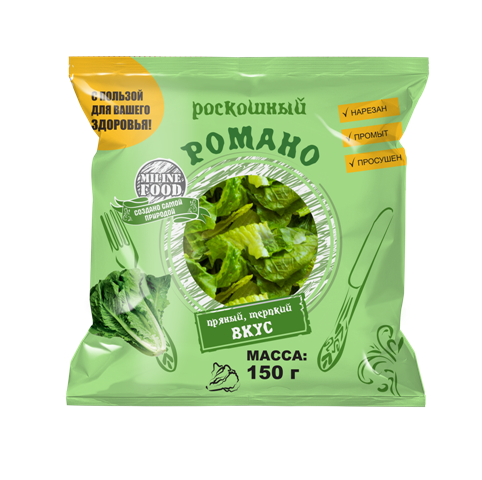 С ПОЛЬЗОЙ
ДЛЯ ВАШЕГО
ЗДОРОВЬЯ!
роскошный
РОМАНО
√ НАРЕЗАН
√ ПРОМЫТ
√ ПРОСУШЕН
MILINE
FOOD
СОЗДАНО САМОЙ
ПРИРОДОЙ
пряный, терпкий
ВКУС
МАССА:
150 г